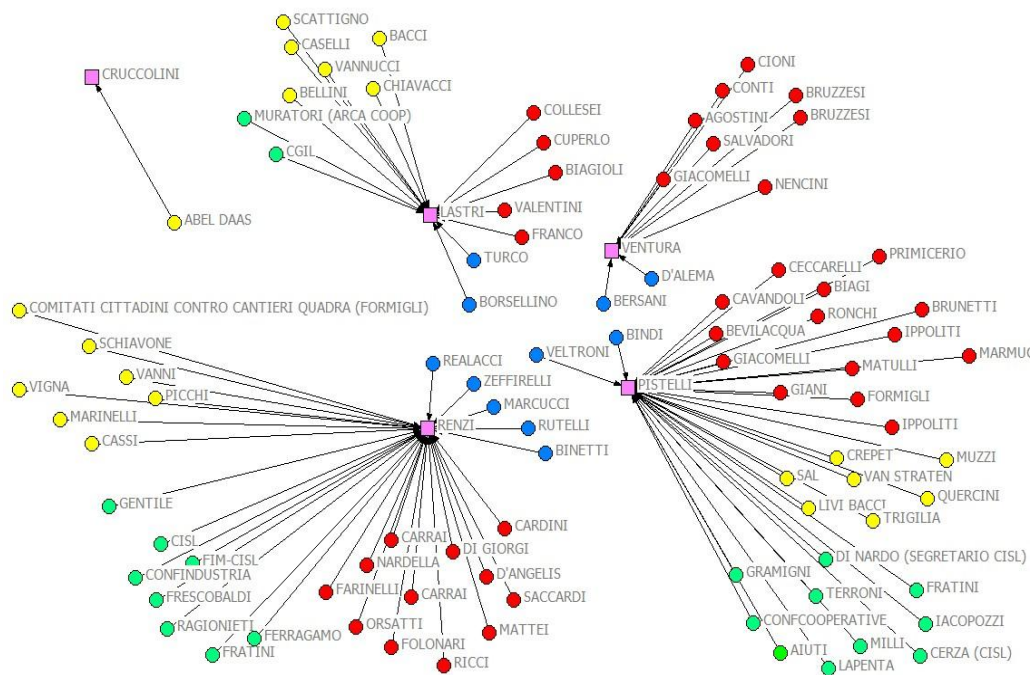 SCATTIGNO
BACCI
CASELLI
VANNUCCI
CHIAVACCI
BELLINI
MURATORI (ARCA COOP)
CGIL
CRUCCOLINI
ABEL DAAS
COLLESEI
CUPERLO
BIAGIOLI
VALENTINI
FRANCO
LASTRI
TURCO
BORSELLINO
CIONI
CONTI
BRUZZESI
BRUZZESI
AGOSTINI
SALVADORI
GIACOMELLI
NENCINI
VENTURA
D'ALEMA
BERSANI
PRIMICERIO
CECCARELLI
BIAGI
CAVANDOLI
RONCHI
BRUNETTI
BINDI
BEVILACQUA
IPPOLITI
VELTRONI
GIACOMELLI
MATULLI
MARMUG
PISTELLI
GIANI
FORMIGLI
IPPOLITI
CREPET
MUZZI
SAL
VAN STRATEN
QUERCINI
LIVI BACCI
TRIGILIA
DI NARDO (SEGRETARIO CISL)
GRAMIGNI
FRATINI
TERRONI
CONFCOOPERATIVE
IACOPOZZI
MILLI
AIUTI
CERZA (CISL)
LAPENTA
COMITATI CITTADINI CONTRO CANTIERI QUADRA (FORMIGLI)
SCHIAVONE
VANNI
VIGNA
PICCHI
MARINELLI
CASSI
REALACCI
ZEFFIRELLI
MARCUCCI
RENZI
RUTELLI
BINETTI
GENTILE
CISL
FIM-CISL
CONFINDUSTRIA
FRESCOBALDI
RAGIONIETI
FERRAGAMO
FRATINI
CARDINI
CARRAI
DI GIORGI
NARDELLA
D'ANGELIS
FARINELLI
CARRAI
SACCARDI
ORSATTI
MATTEI
FOLONARI
RICCI